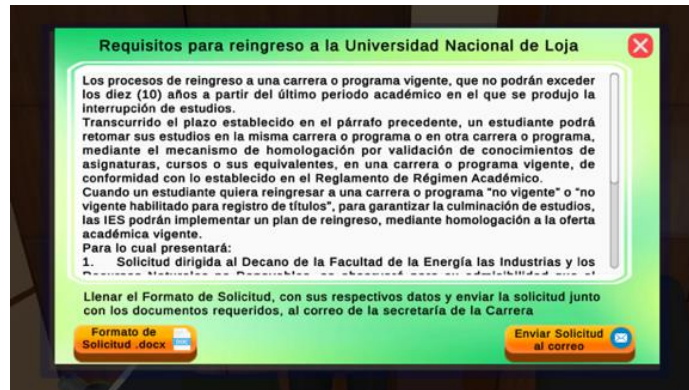 Requisitos para reingreso a la Universidad Nacional de Loja
Los procesos de reingreso a una carrera o programa vigente, que no podrán exceder
los diez (10) años a partir del último periodo académico en el que se produjo la
interrupción de estudios.
Transcurrido el plazo establecido en el párrafo precedente, un estudiante podrá
retomar sus estudios en la misma carrera o programa o en otra carrera o programa,
mediante el mecanismo de homologación por validación de conocimientos de
asignaturas, cursos o sus equivalentes, en una carrera o programa vigente, de
conformidad con lo establecido en el Reglamento de Régimen Académico.
Cuando un estudiante quiera reingresar a una carrera o programa "no vigente" o "no
vigente habilitado para registro de títulos", para garantizar la culminación de estudios,
las IES podrán implementar un plan de reingreso, mediante homologación a la oferta
académica vigente.
Para lo cual presentará:
1. Solicitud dirigida al Decano de la Facultad de la Energía las Industrias y los
Llenar el Formato de Solicitud, con sus respectivos datos y enviar la solicitud junto
con los documentos requeridos, al correo de la secretaría de la Carrera
Formato de
Solicitud .docx
Enviar Solicitud
al correo